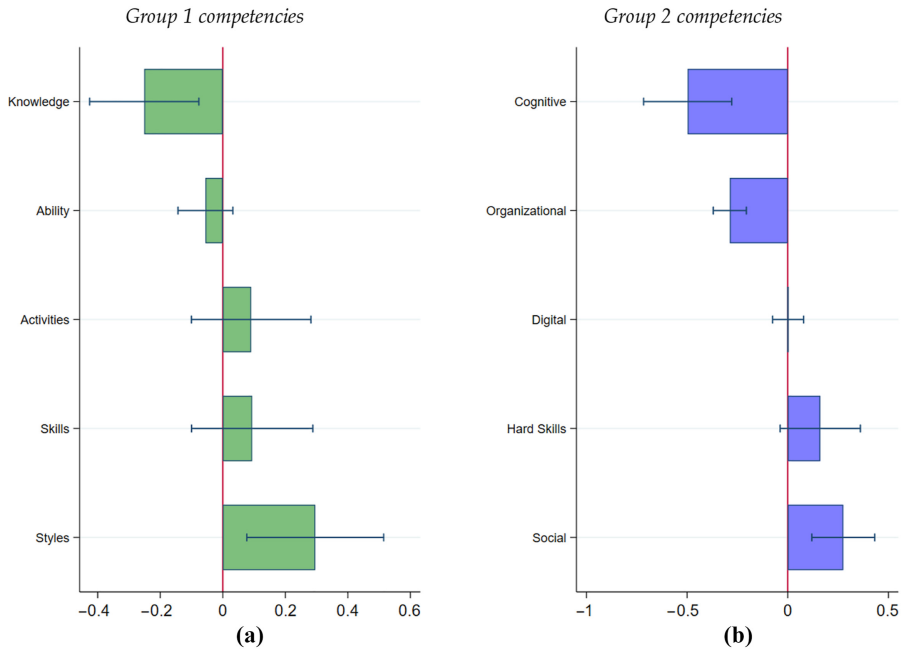 Group 1 competencies
Knowledge
Ability
Activities
Skills
Styles
−0.4 −0.2 0 0.2 0.4 0.6
(a)
Group 2 competencies
Cognitive
Organizational
Digital
Hard Skills
Social
−1 −0.5 0 0.5
(b)